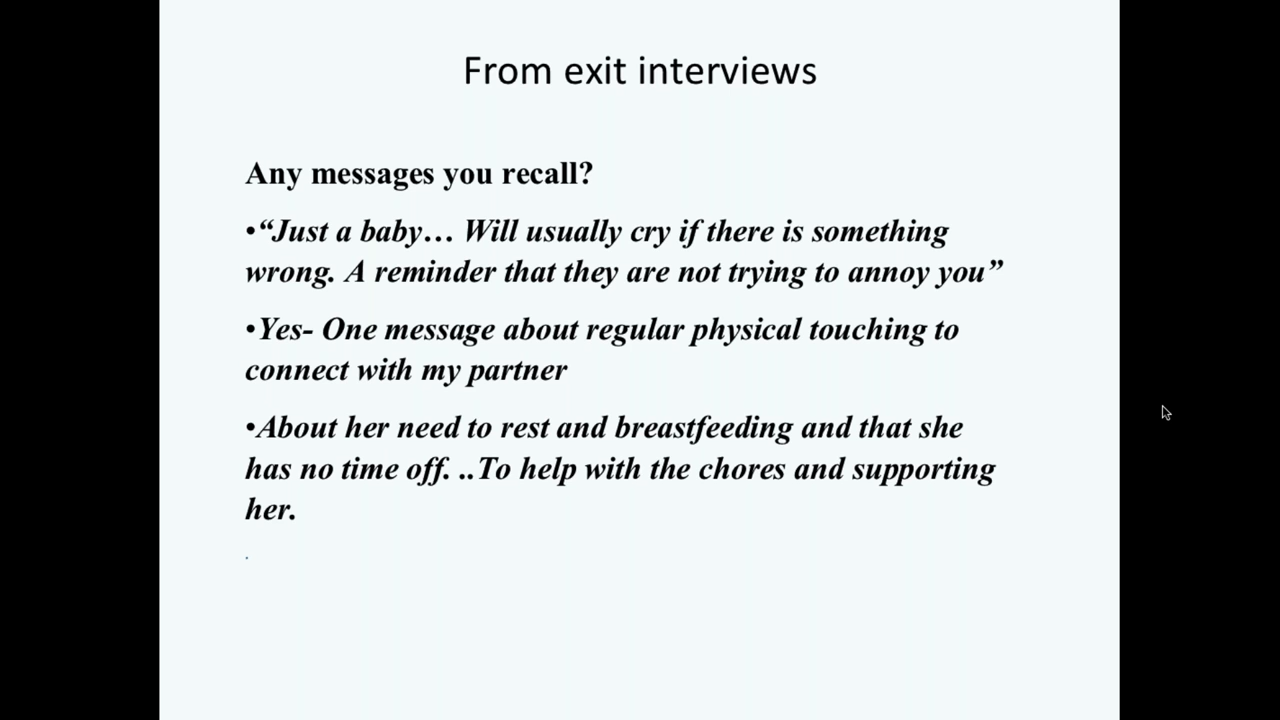 From exit interviews
Any messages you recall?
•“Just a baby… Will usually cry if there is something
wrong. A reminder that they are not trying to annoy you”
•Yes- One message about regular physical touching to
connect with my partner
•About her need to rest and breastfeeding and that she
has no time off. ..To help with the chores and supporting
her.
.